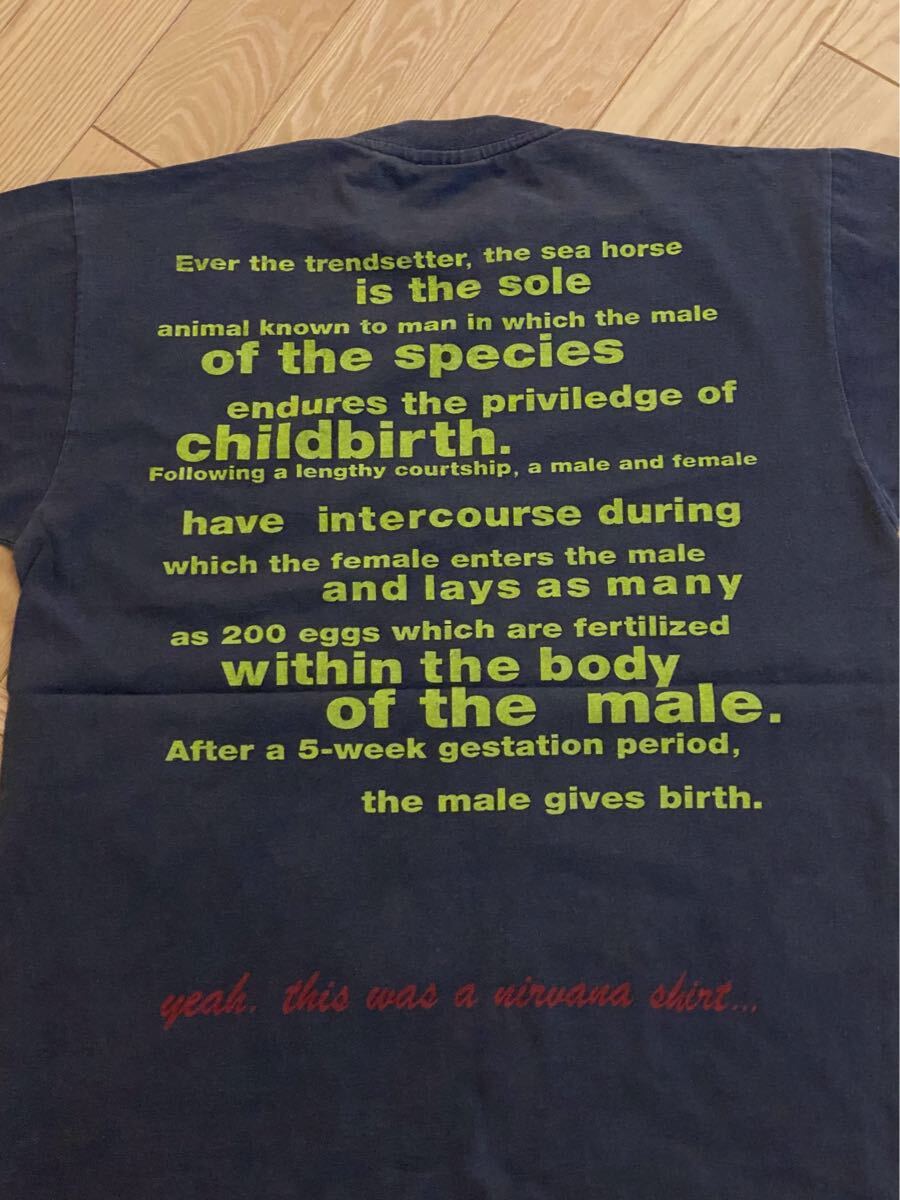 Ever the trendsetter, the sea horse
is the sole
animal known to man in which the male
of the species
endures the priviledge of
childbirth.
Following a lengthy courtship, a male and female
have intercourse during
which the female enters the male
and lays as many
as 200 eggs which are fertilized
within the body
of the male.
After a 5-week gestation period,
the male gives birth.
yeah. this was a nirvana shirt...